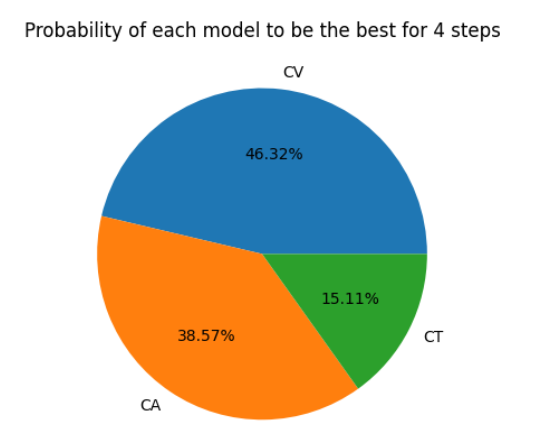 Probability of each model to be the best for 4 steps
CV
46.32%
15.11%
38.57%
CT
CA